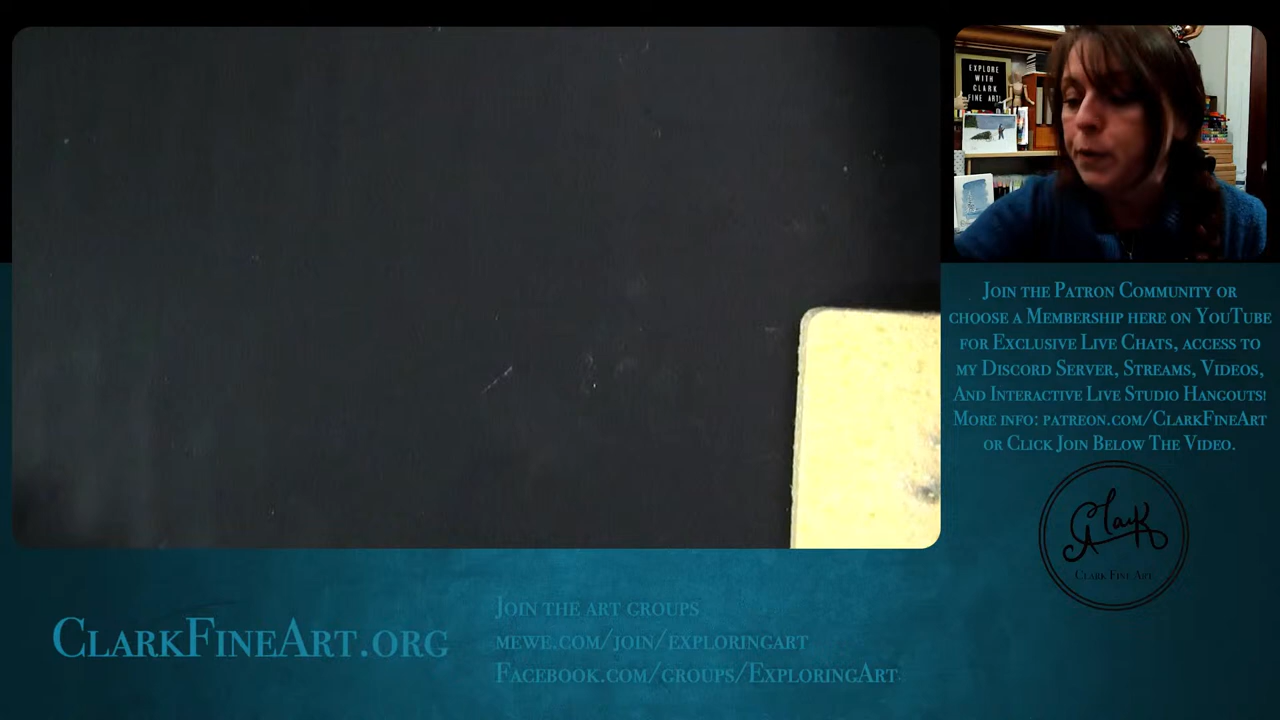 EXPLORE
WITH
CLARK
FINE ART!
Join the Patron Community or
choose a Membership here on YouTube
for Exclusive Live Chats, access to
my Discord Server, Streams, Videos,
And Interactive Live Studio Hangouts!
More info: patreon.com/ClarkFineArt
or Click Join Below The Video.
Clark
Clark Fine Art
ClarkFineArt.org
Join the art groups
mewe.com/join/exploringart
Facebook.com/groups/ExploringArt